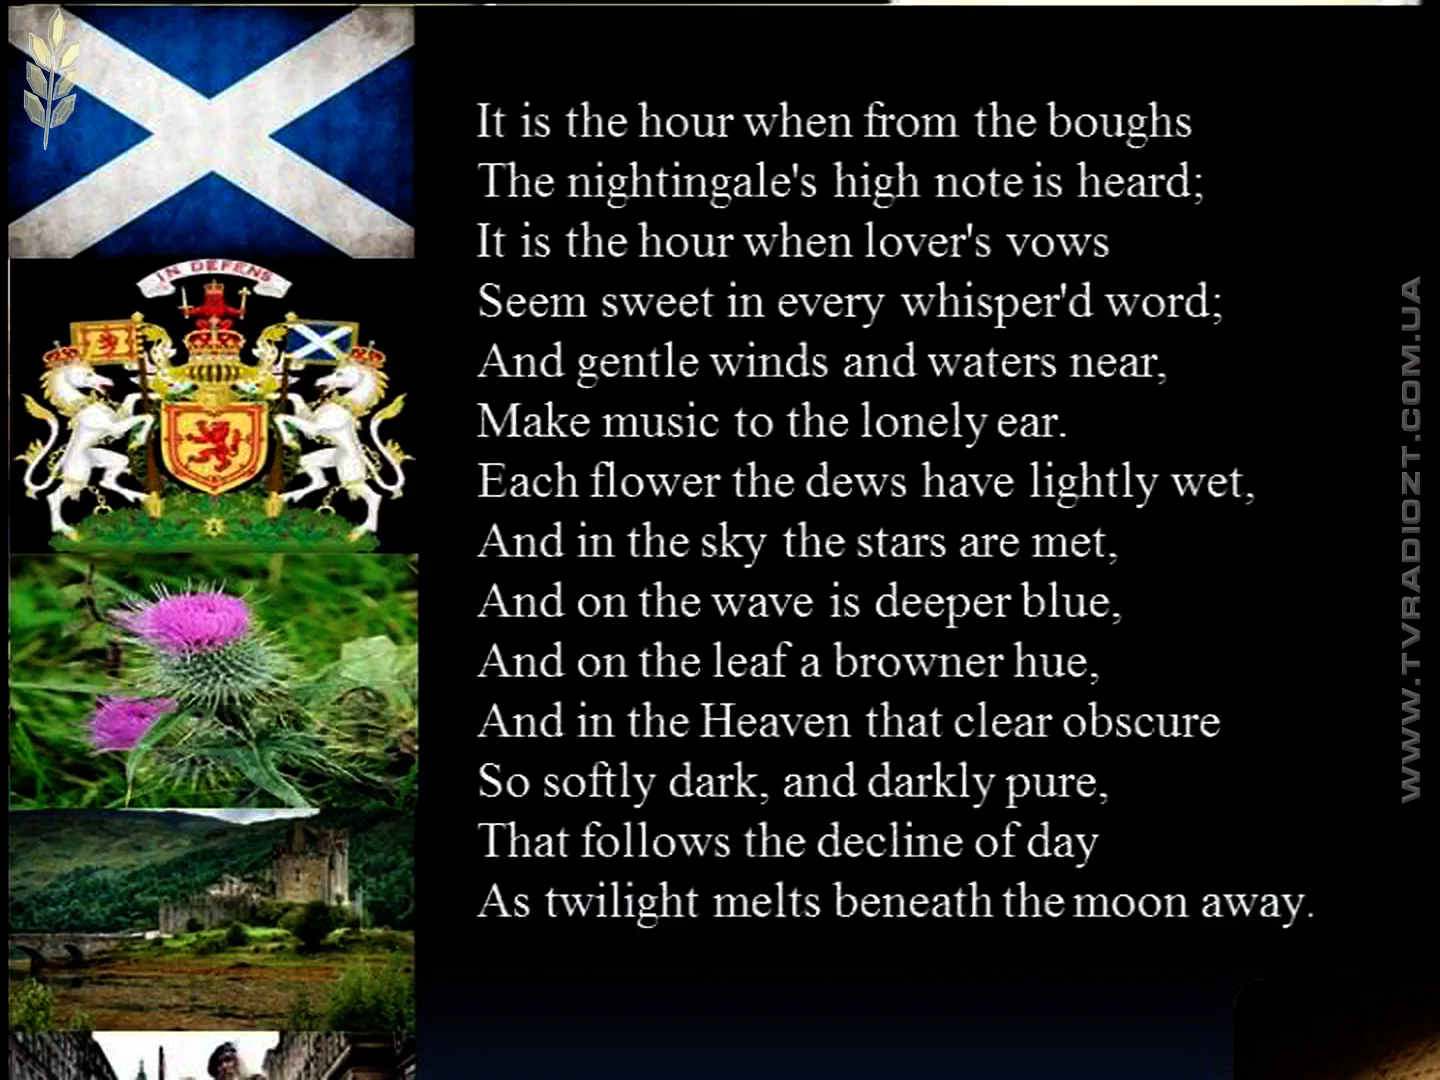 It is the hour when from the boughs
The nightingale's high note is heard;
It is the hour when lover's vows
Seem sweet in every whisper'd word;
And gentle winds and waters near,
Make music to the lonely ear.
Each flower the dews have lightly wet,
And in the sky the stars are met,
And on the wave is deeper blue,
And on the leaf a browner hue,
And in the Heaven that clear obscure
So softly dark, and darkly pure,
That follows the decline of day
As twilight melts beneath the moon away.
IN DEFENS
WWW.TVRADIOZT.COM.UA